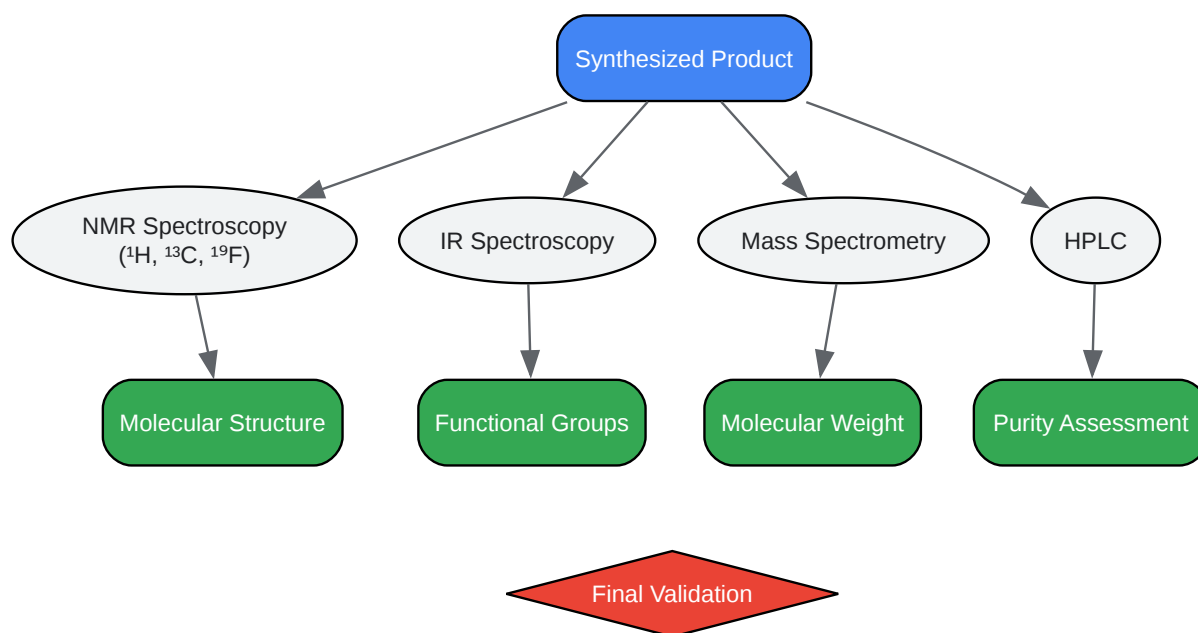 Synthesized Product
NMR Spectroscopy
(¹H, ¹³C, ¹⁹F)
IR Spectroscopy
Mass Spectrometry
HPLC
Molecular Structure
Functional Groups
Molecular Weight
Purity Assessment
Final Validation